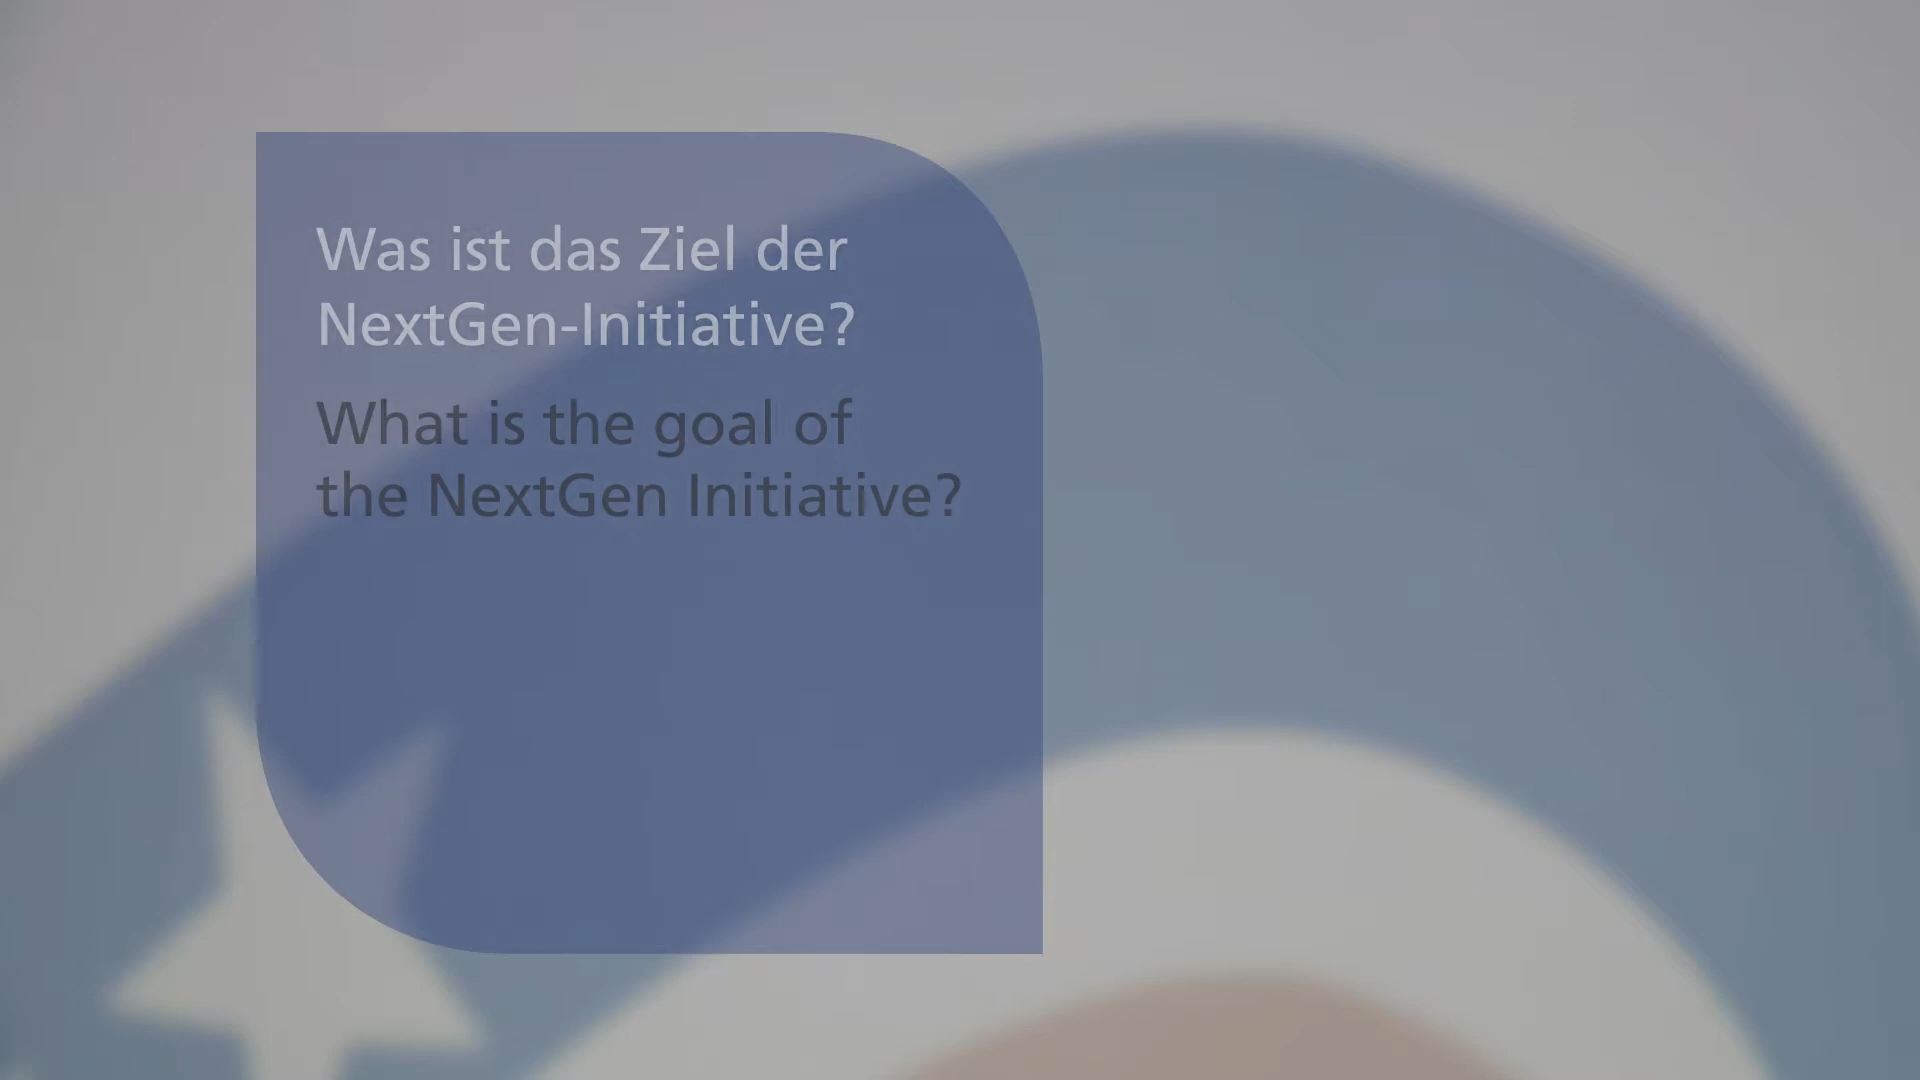 Was ist das Ziel der
NextGen-Initiative?
What is the goal of
the NextGen Initiative?